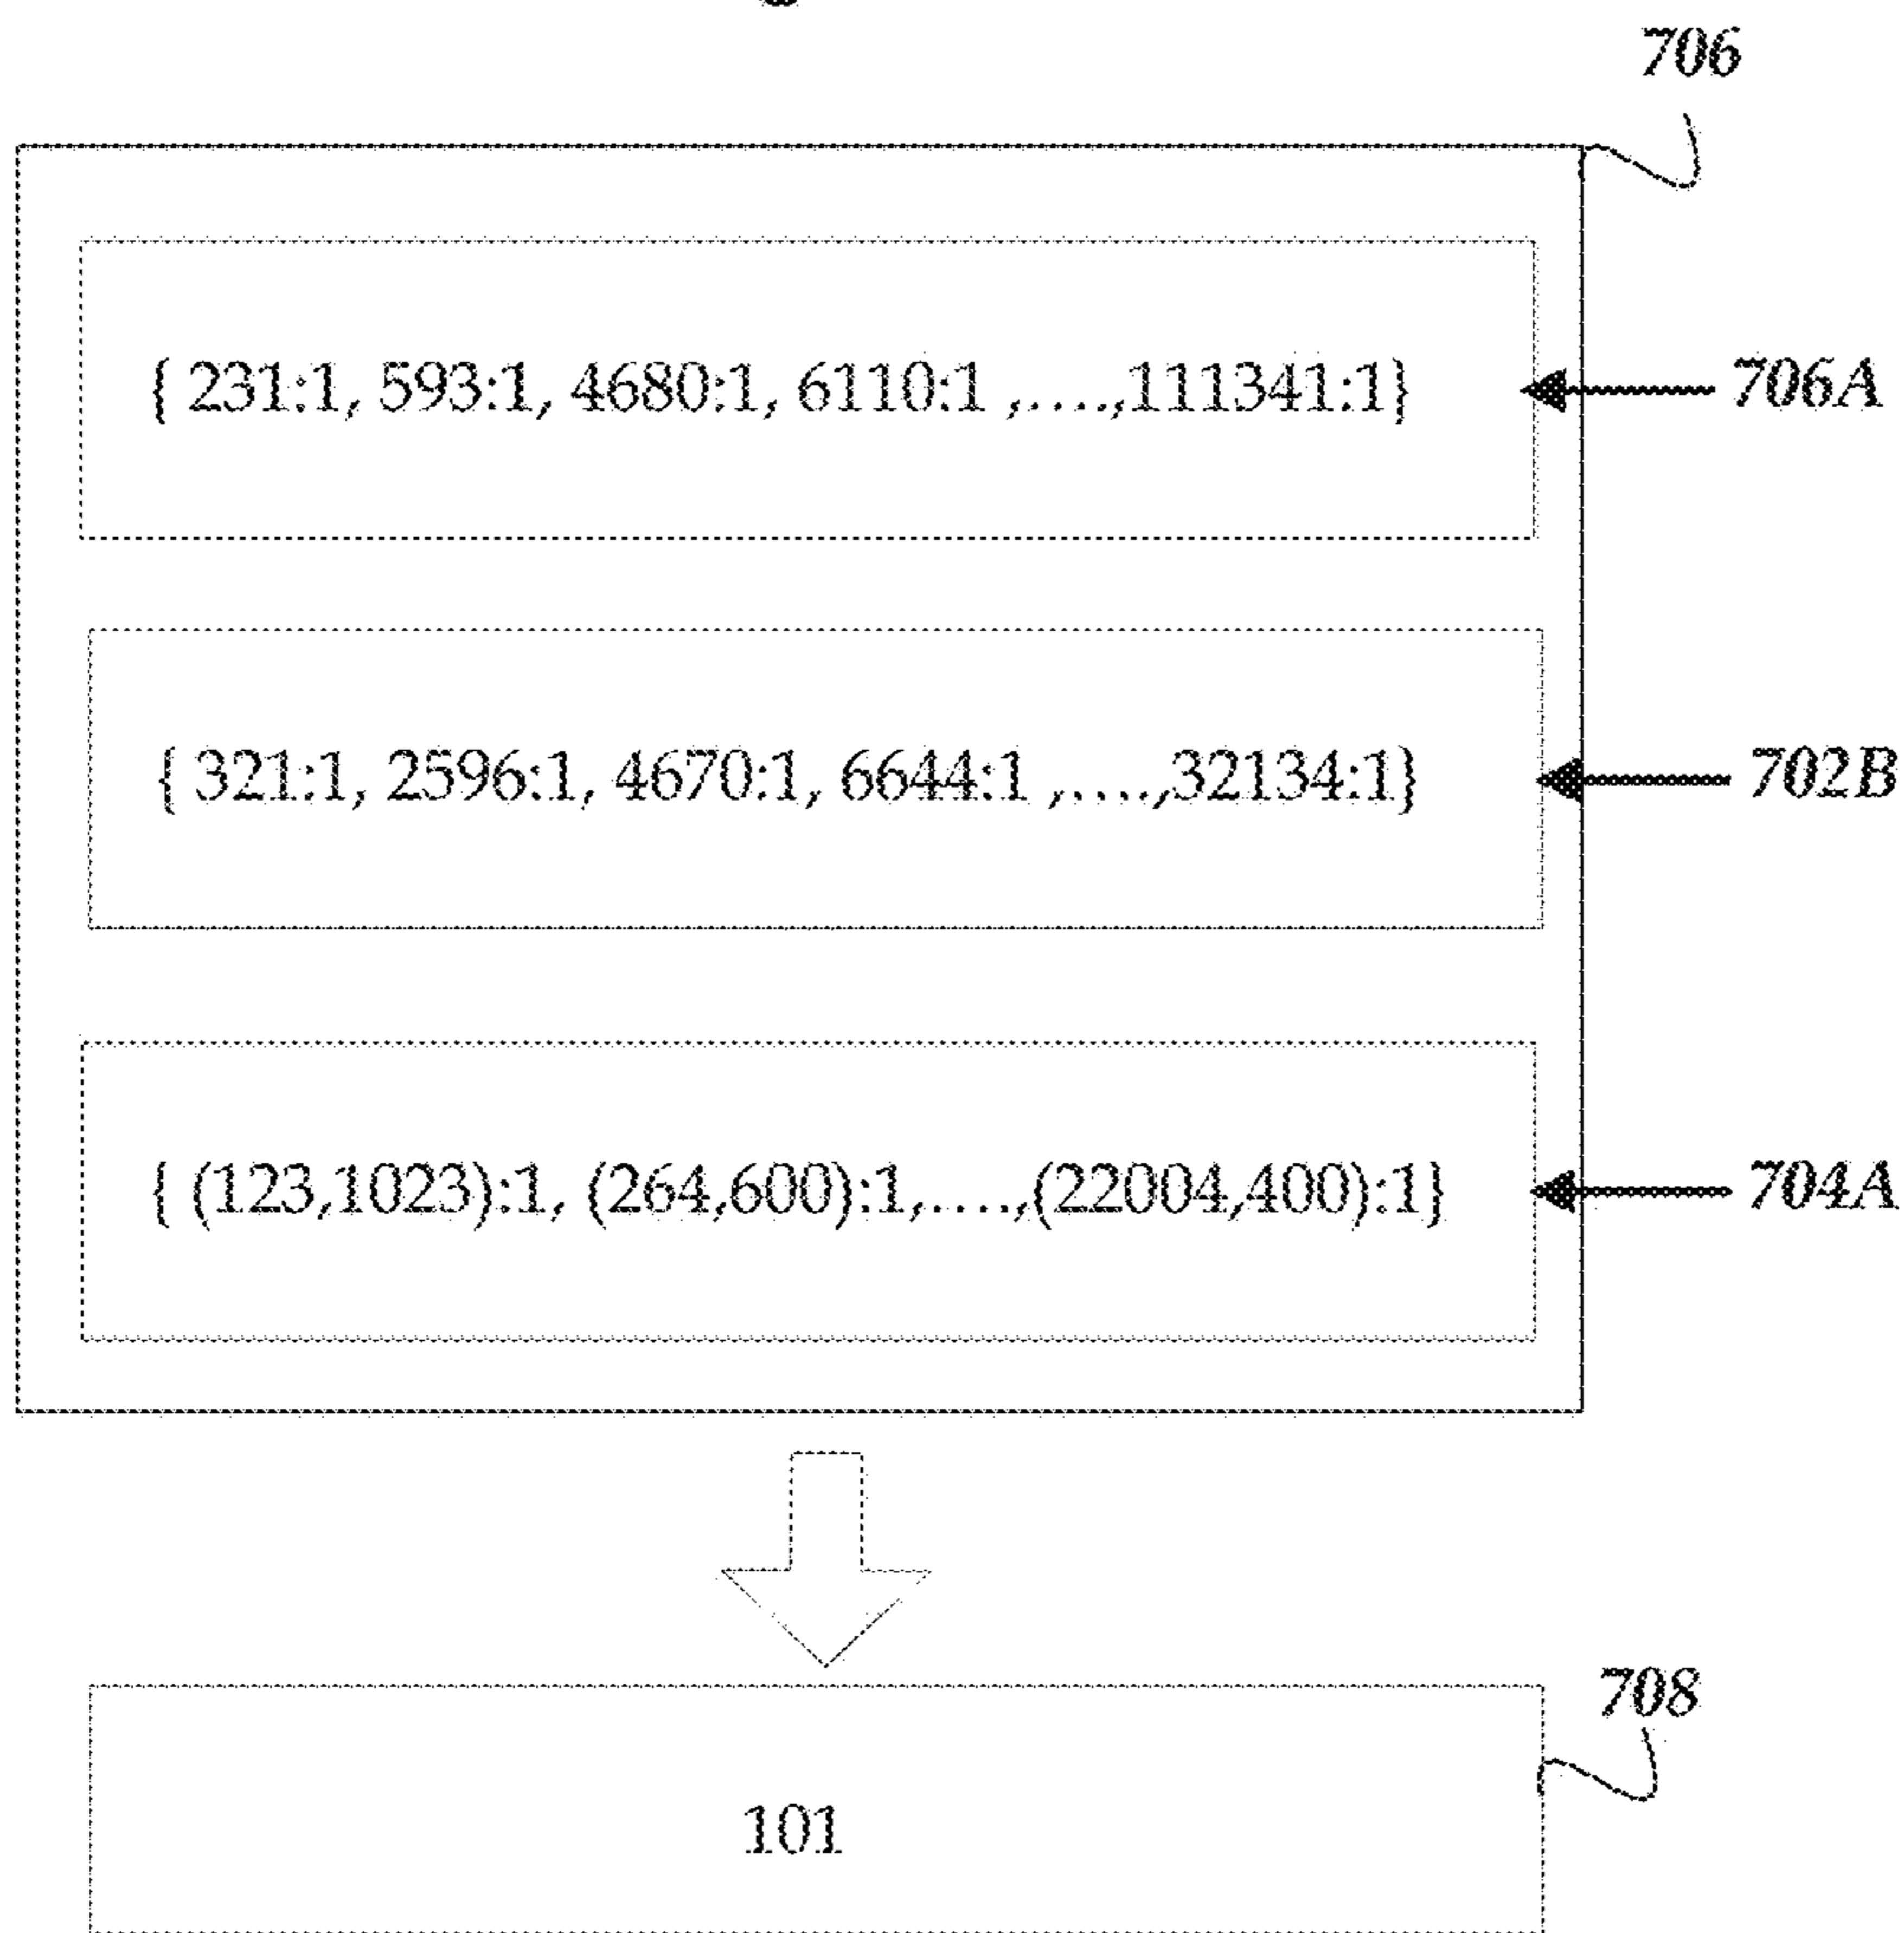 706
{ 231:1, 593:1, 4680:1, 6110:1 ,....,111341:1}
706A
{ 321:1, 2596:1, 4670:1, 6644:1 ,....,32134:1}
702B
{ (123,1023):1, (264,600):1,....,(22004,400):1}
704A
708
101